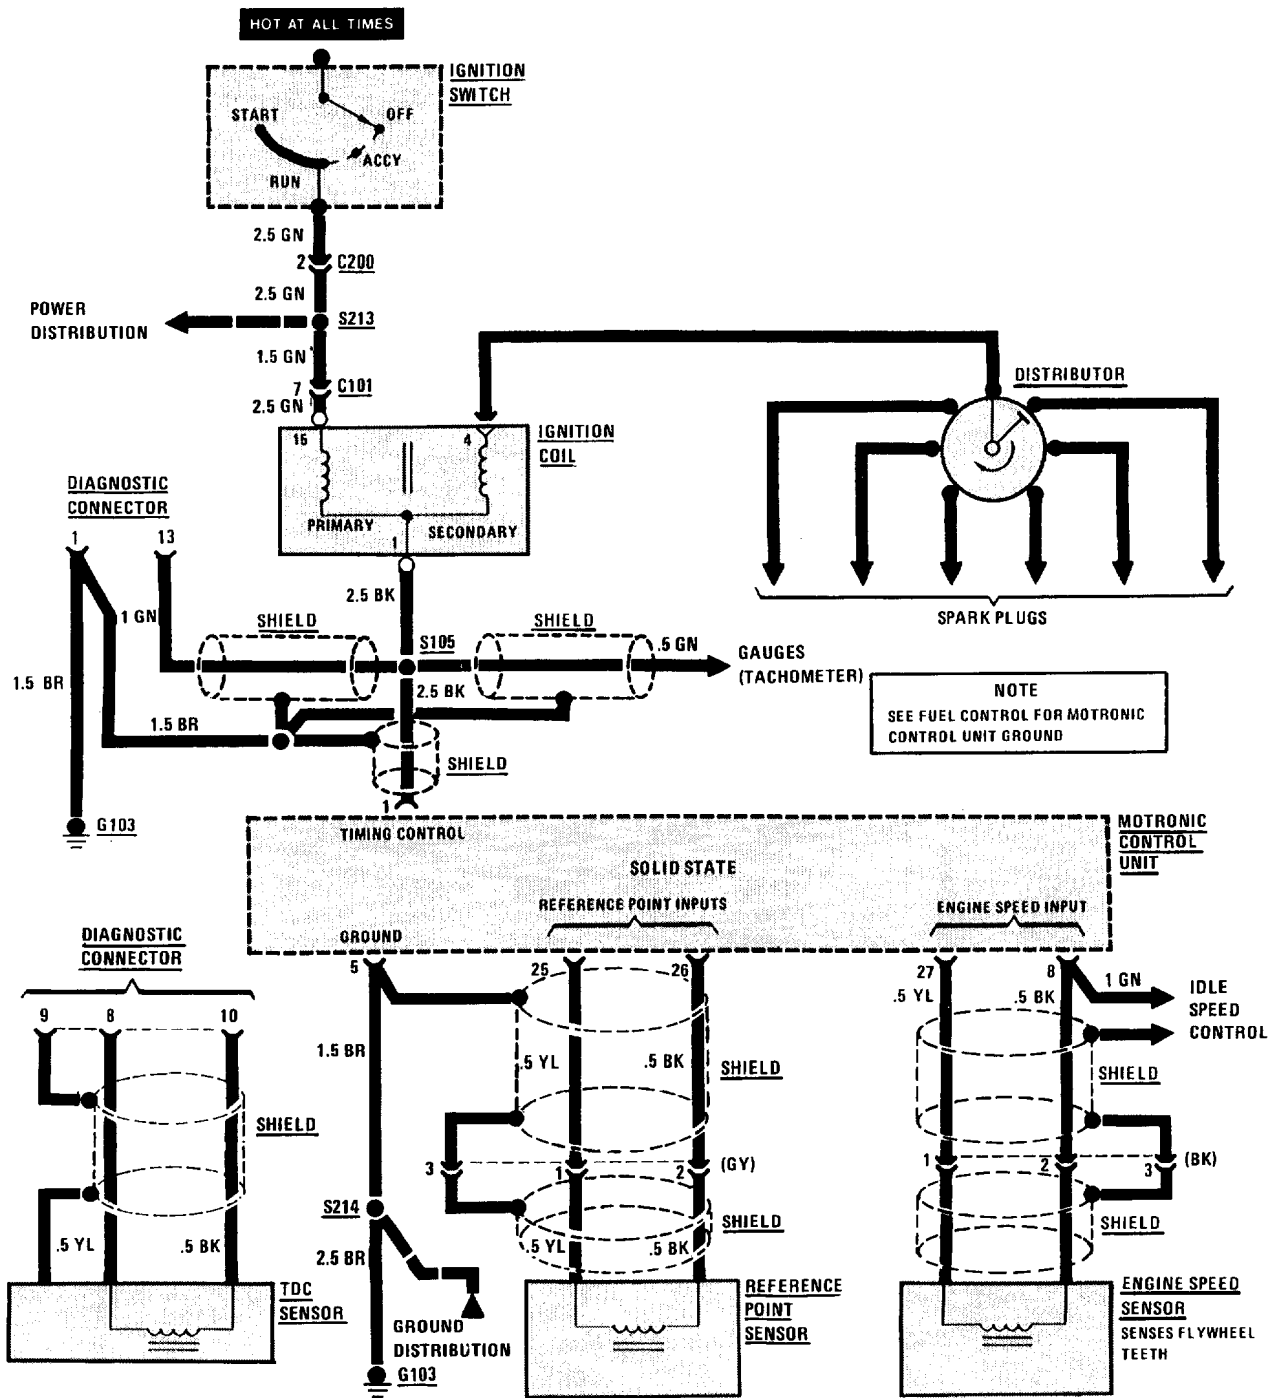 HOT AT ALL TIMES
IGNITION
SWITCH
START
OFF
ACCY
RUN
2.5 GN
2
C200
2.5 GN
POWER
DISTRIBUTION
S213
1.5 GN
7
C101
2.5 GN
DISTRIBUTOR
15
4
IGNITION
COIL
PRIMARY
SECONDARY
1
DIAGNOSTIC
CONNECTOR
1
13
2.5 BK
SPARK PLUGS
1 GN
SHIELD
S105
SHIELD
.5 GN
GAUGES
(TACHOMETER)
1.5 BR
2.5 BK
1.5 BR
NOTE
SEE FUEL CONTROL FOR MOTRONIC
CONTROL UNIT GROUND
SHIELD
1
G103
TIMING CONTROL
MOTRONIC
CONTROL
UNIT
SOLID STATE
REFERENCE POINT INPUTS
ENGINE SPEED INPUT
GROUND
DIAGNOSTIC
CONNECTOR
5
25
26
27
8
.5 YL
.5 BK
1 GN
IDLE
SPEED
CONTROL
9
8
10
1.5 BR
.5 YL
.5 BK
SHIELD
SHIELD
SHIELD
3
1
2
(GY)
1
2
3
(BK)
S214
SHIELD
SHIELD
.5 YL
.5 BK
2.5 BR
.5 YL
.5 BK
TDC
SENSOR
GROUND
DISTRIBUTION
G103
REFERENCE
POINT
SENSOR
ENGINE SPEED
SENSOR
SENSES FLYWHEEL
TEETH